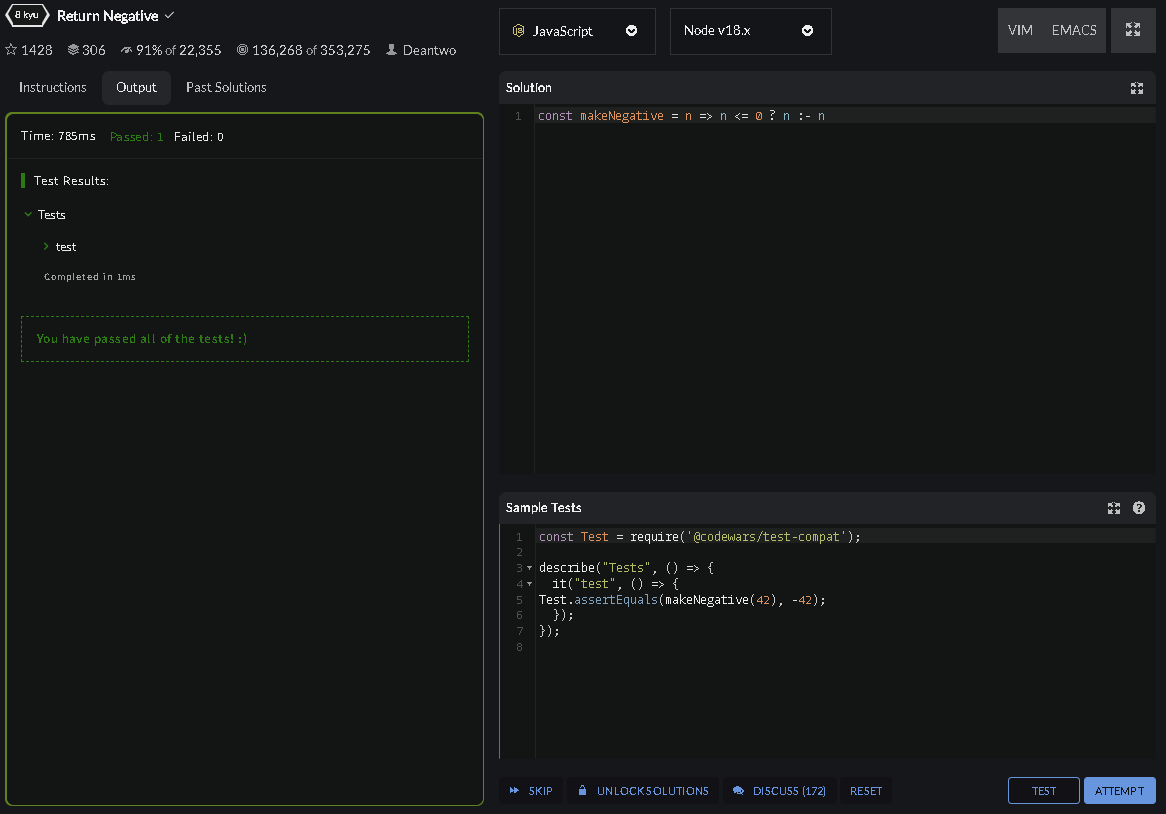 8 kyu Return Negative
1428 306 91% of 22,355 136,268 of 353,275 Deantwo
Instructions Output Past Solutions
Time: 785ms Passed: 1 Failed: 0
Test Results:
Tests
test
Completed in 1ms
You have passed all of the tests! :)
JavaScript Node v18.x VIM EMACS
Solution
1 const makeNegative = n => n <= 0 ? n :- n
Sample Tests
1 const Test = require('@codewars/test-compat');
2
3 describe("Tests", () => {
4 it("test", () => {
5 Test.assertEquals(makeNegative(42), -42);
6 });
7 });
8
SKIP UNLOCK SOLUTIONS DISCUSS (172) RESET TEST ATTEMPT